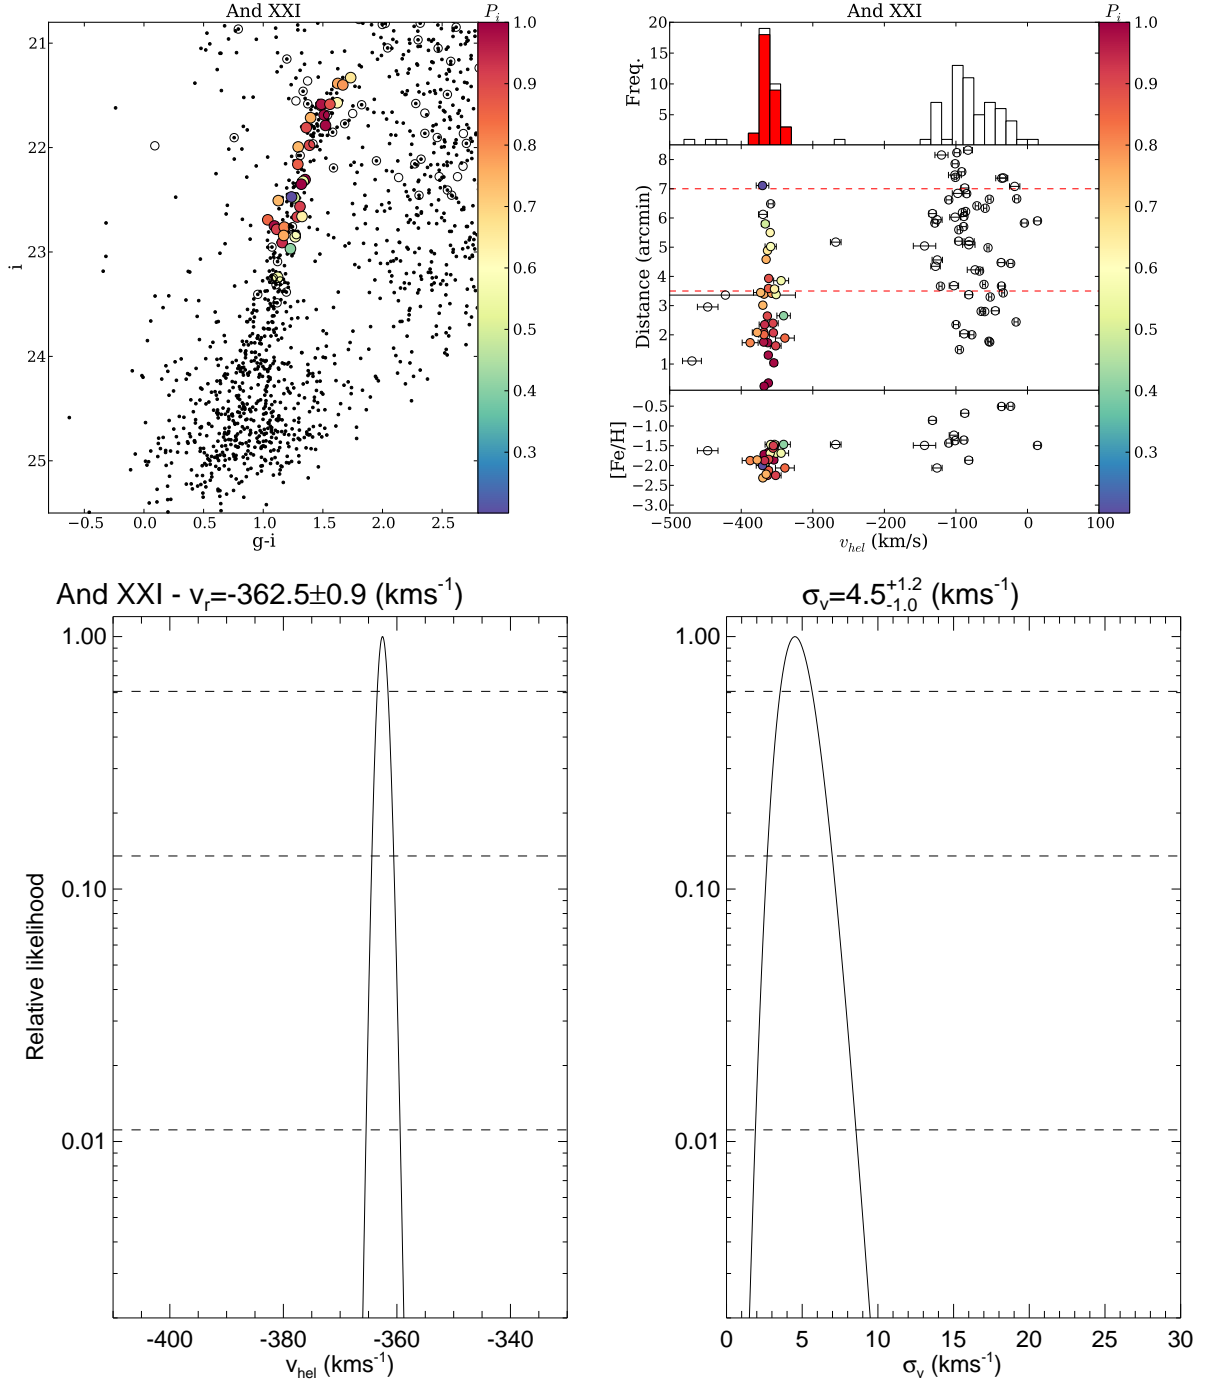 And XXI
P_i
21
22
23
24
25
i
−0.5 0.0 0.5 1.0 1.5 2.0 2.5
g-i
1.0
0.9
0.8
0.7
0.6
0.5
0.4
0.3
And XXI
P_i
20
15
10
5
Freq.
8
7
6
5
4
3
2
1
Distance (arcmin)
−0.5
−1.0
−1.5
−2.0
−2.5
−3.0
[Fe/H]
−500 −400 −300 −200 −100 0 100
v_hel (km/s)
1.0
0.9
0.8
0.7
0.6
0.5
0.4
0.3
And XXI - v_r=-362.5±0.9 (kms⁻¹)
1.00
0.10
0.01
Relative likelihood
-400 -380 -360 -340
v_hel (kms⁻¹)
σ_v=4.5^{+1.2}_{-1.0} (kms⁻¹)
1.00
0.10
0.01
0 5 10 15 20 25 30
σ_v (kms⁻¹)